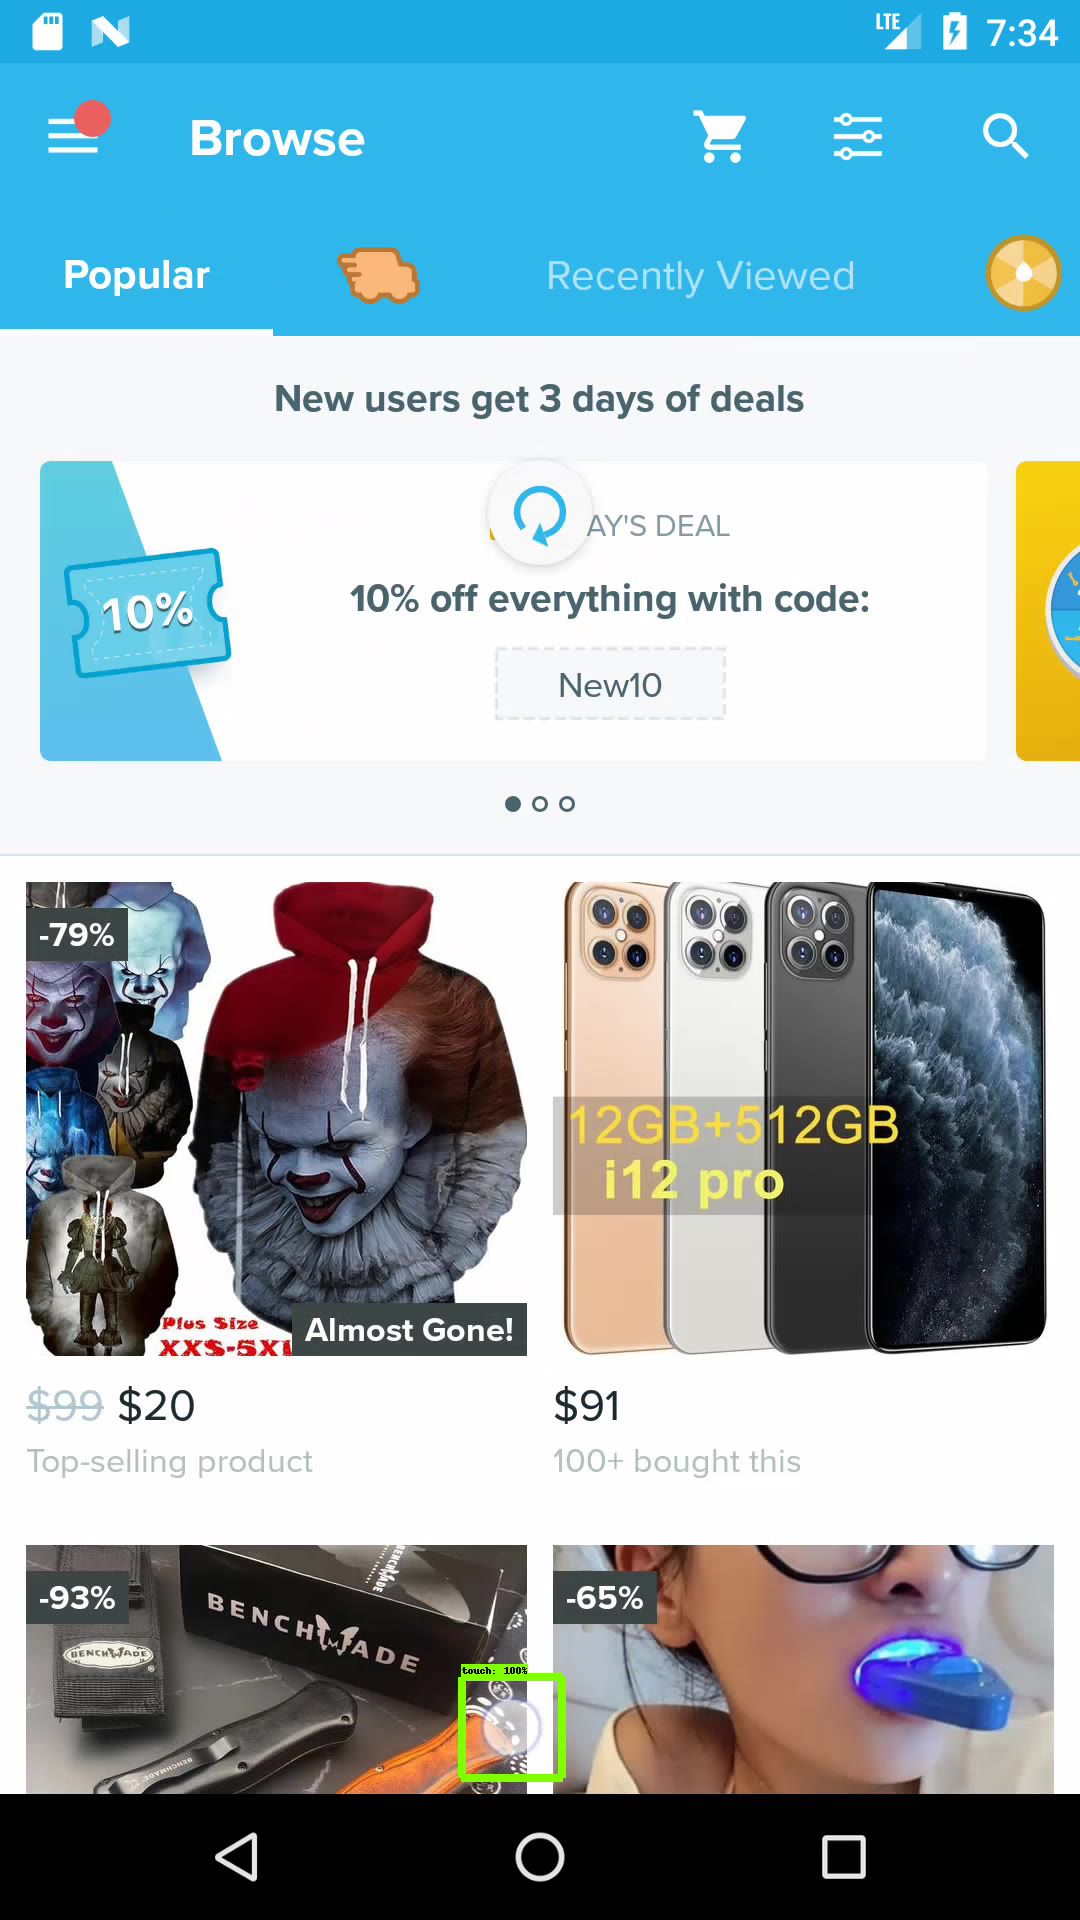 LTE 7:34
Browse
Popular
Recently Viewed
New users get 3 days of deals
AY'S DEAL
10%
10% off everything with code:
New10
-79%
Plus Size
XXS-5XL
Almost Gone!
12GB+512GB
i12 pro
$99 $20
Top-selling product
$91
100+ bought this
-93%
BENCHMADE
BENCHMADE
BENCHMADE
BENCHMADE
-65%
touch: 100%